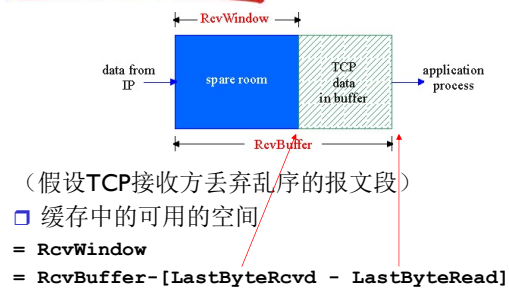 RcvWindow
data from
IP
spare room
TCP
data
in buffer
application
process
RcvBuffer
（假设TCP接收方丢弃乱序的报文段）
缓存中的可用的空间
= RcvWindow
= RcvBuffer-[LastByteRcvd - LastByteRead]